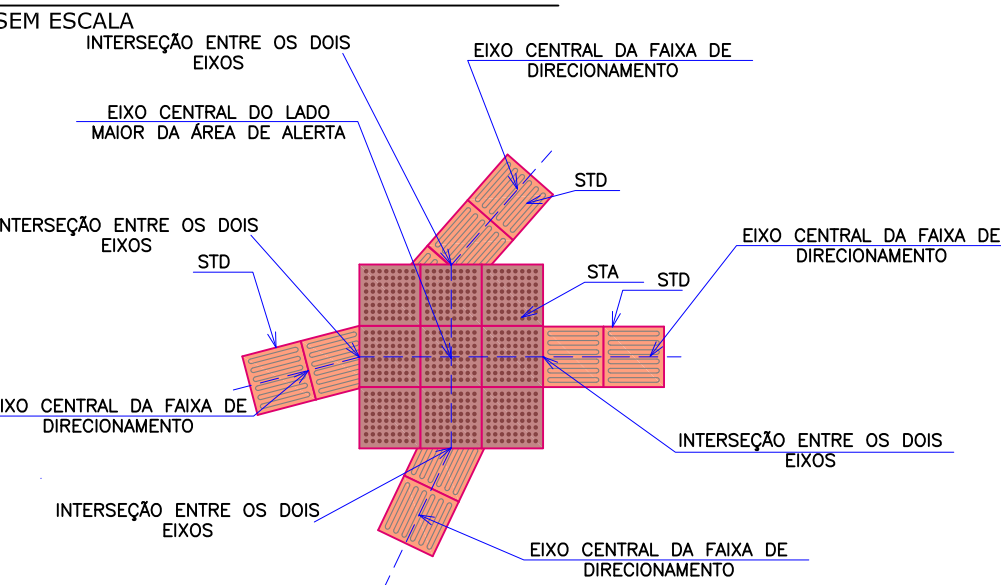 SEM ESCALA
INTERSEÇÃO ENTRE OS DOIS
EIXOS
EIXO CENTRAL DA FAIXA DE
DIRECIONAMENTO
EIXO CENTRAL DO LADO
MAIOR DA ÁREA DE ALERTA
STD
INTERSEÇÃO ENTRE OS DOIS
EIXOS
STD
EIXO CENTRAL DA FAIXA DE
DIRECIONAMENTO
STA
STD
EIXO CENTRAL DA FAIXA DE
DIRECIONAMENTO
INTERSEÇÃO ENTRE OS DOIS
EIXOS
INTERSEÇÃO ENTRE OS DOIS
EIXOS
EIXO CENTRAL DA FAIXA DE
DIRECIONAMENTO